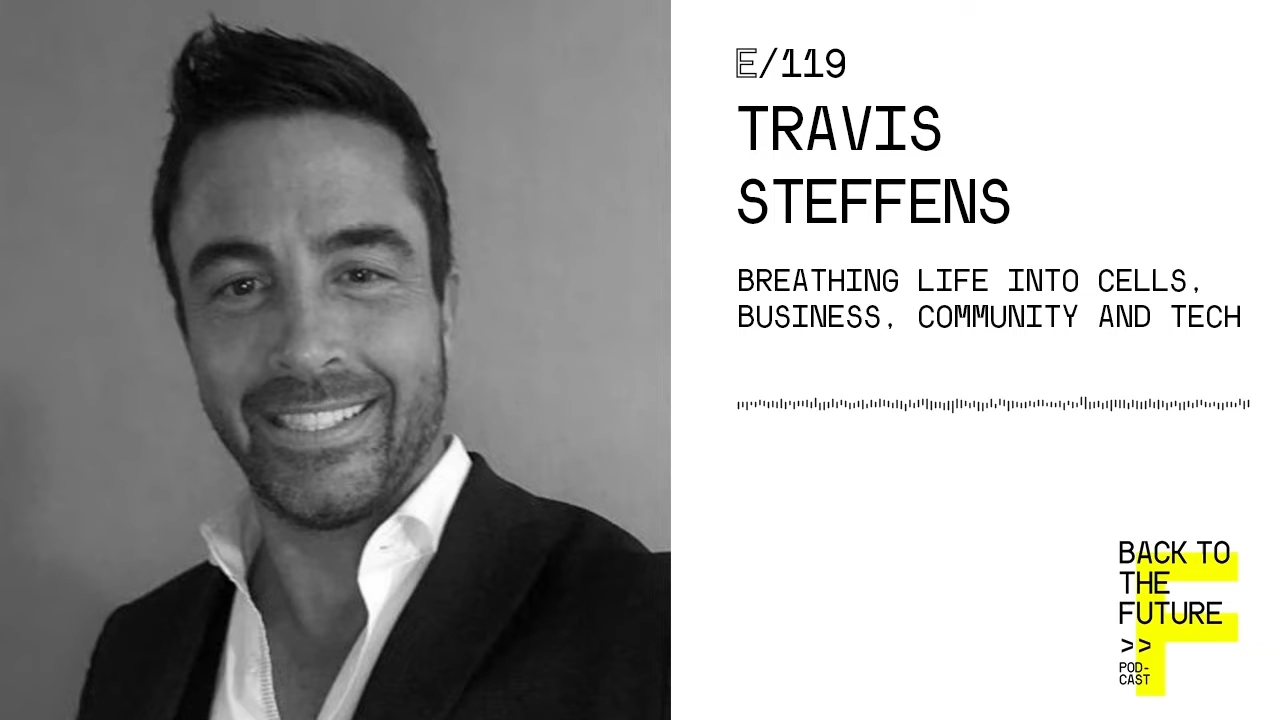 E/119
TRAVIS
STEFFENS
BREATHING LIFE INTO CELLS,
BUSINESS, COMMUNITY AND TECH
BACK TO
THE
FUTURE
>>
POD-
CAST